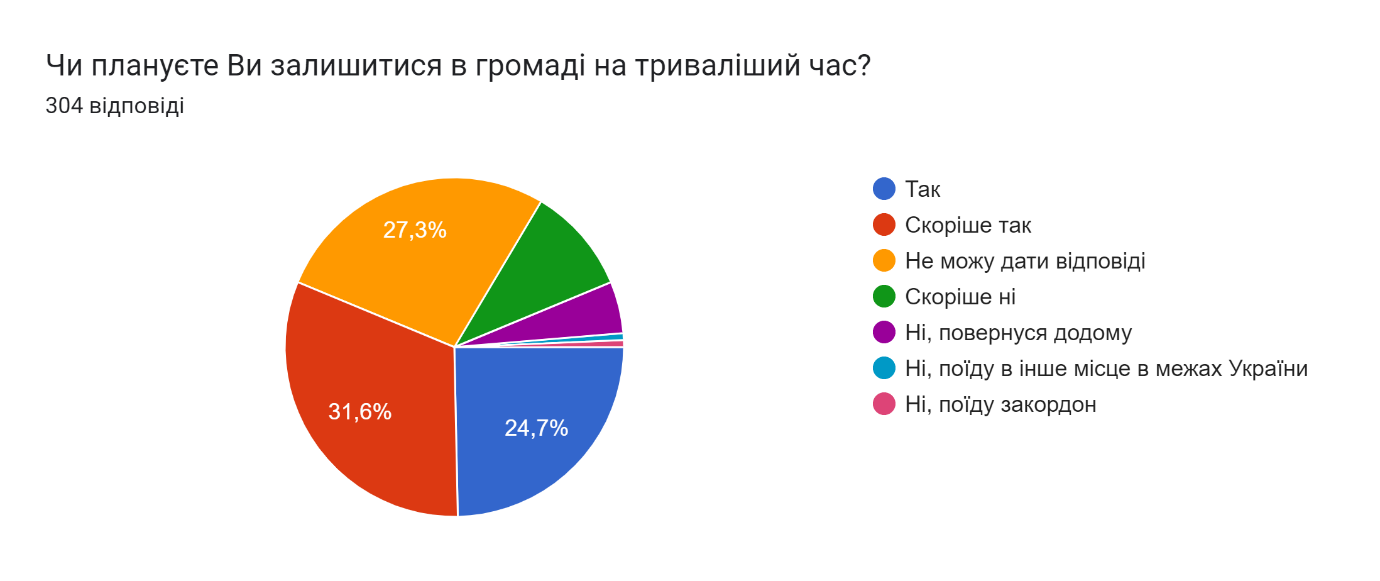 Чи плануєте Ви залишитися в громаді на триваліший час?
304 відповіді
27,3%
31,6%
24,7%
Так
Скоріше так
Не можу дати відповіді
Скоріше ні
Ні, повернуся додому
Ні, поїду в інше місце в межах України
Ні, поїду закордон